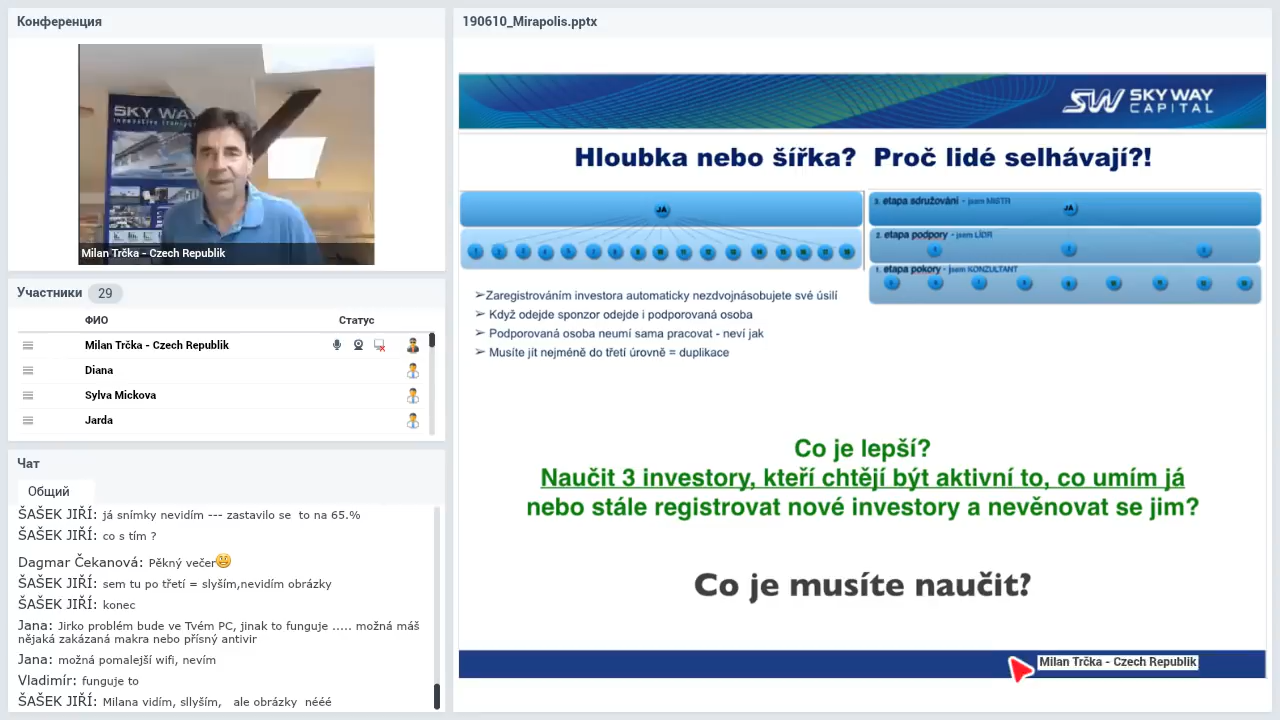 Конференция
SKY WAY
Milan Trčka - Czech Republik
Участники 29
ФИО Статус
Milan Trčka - Czech Republik
Diana
Sylva Mickova
Jarda
Чат
Общий
ŠAŠEK JIŘÍ: já snímky nevidím --- zastavilo se to na 65.%
ŠAŠEK JIŘÍ: co s tím ?
Dagmar Čekanová: Pěkný večer
ŠAŠEK JIŘÍ: sem tu po třetí = slyším,nevidím obrázky
ŠAŠEK JIŘÍ: konec
Jana: Jirko problém bude ve Tvém PC, jinak to funguje ..... možná máš
nějaká zakázaná makra nebo přísný antivir
Jana: možná pomalejší wifi, nevím
Vladimír: funguje to
ŠAŠEK JIŘÍ: Milana vidím, sllyším, ale obrázky nééé
190610_Mirapolis.pptx
SW SKY WAY
CAPITAL
Hloubka nebo šířka? Proč lidé selhávají?!
JÁ
3. etapa sdružování - jsem MISTR
JÁ
2. etapa podpory - jsem LÍDR
1. etapa pokory - jsem KONZULTANT
➢Zaregistrováním investora automaticky nezdvojnásobujete své úsilí
➢ Když odejde sponzor odejde i podporovaná osoba
➢ Podporovaná osoba neumí sama pracovat - neví jak
➢ Musíte jít nejméně do třetí úrovně = duplikace
Co je lepší?
Naučit 3 investory, kteří chtějí být aktivní to, co umím já
nebo stále registrovat nové investory a nevěnovat se jim?
Co je musíte naučit?
Milan Trčka - Czech Republik